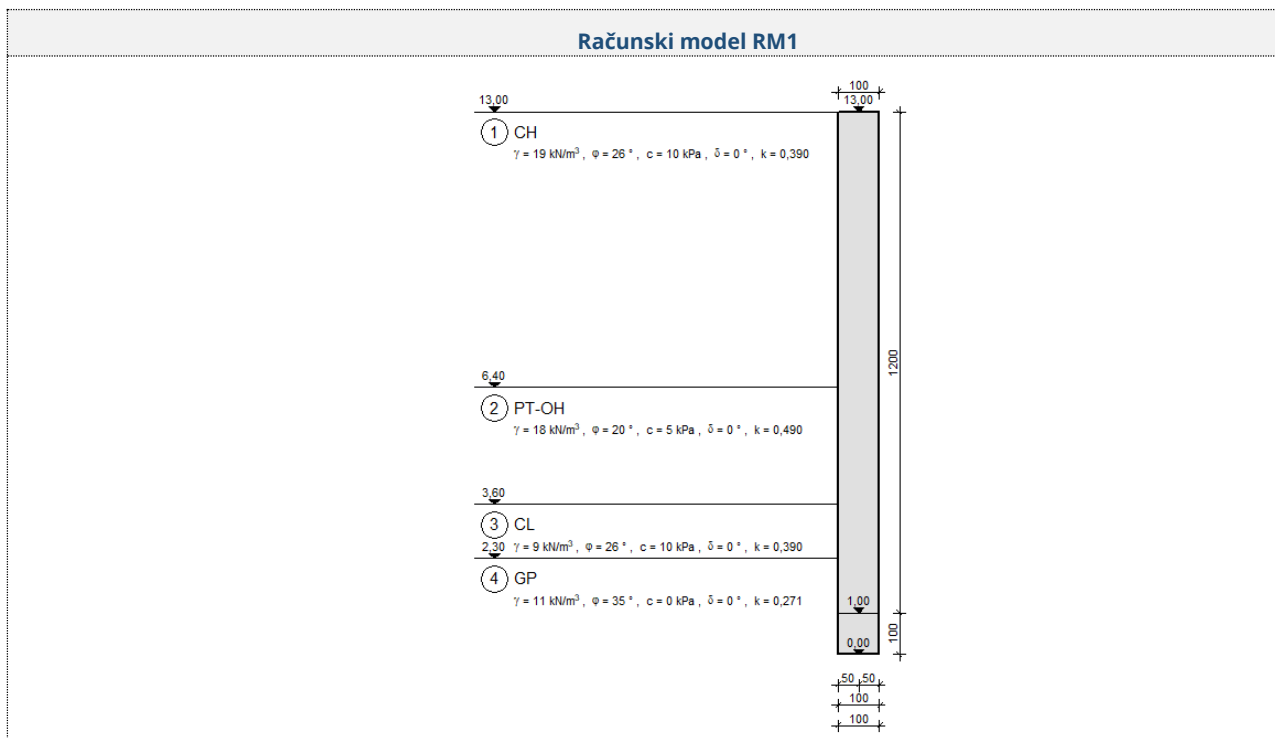 Računski model RM1
100
13,00 13,00
1 CH
γ = 19 kN/m³ , φ = 26 ° , c = 10 kPa , δ = 0 ° , k = 0,390
1200
6,40
2 PT-OH
γ = 18 kN/m³ , φ = 20 ° , c = 5 kPa , δ = 0 ° , k = 0,490
3,60
3 CL
2,30 γ = 9 kN/m³ , φ = 26 ° , c = 10 kPa , δ = 0 ° , k = 0,390
4 GP
γ = 11 kN/m³ , φ = 35 ° , c = 0 kPa , δ = 0 ° , k = 0,271
1,00
100
0,00
50 50
100
100